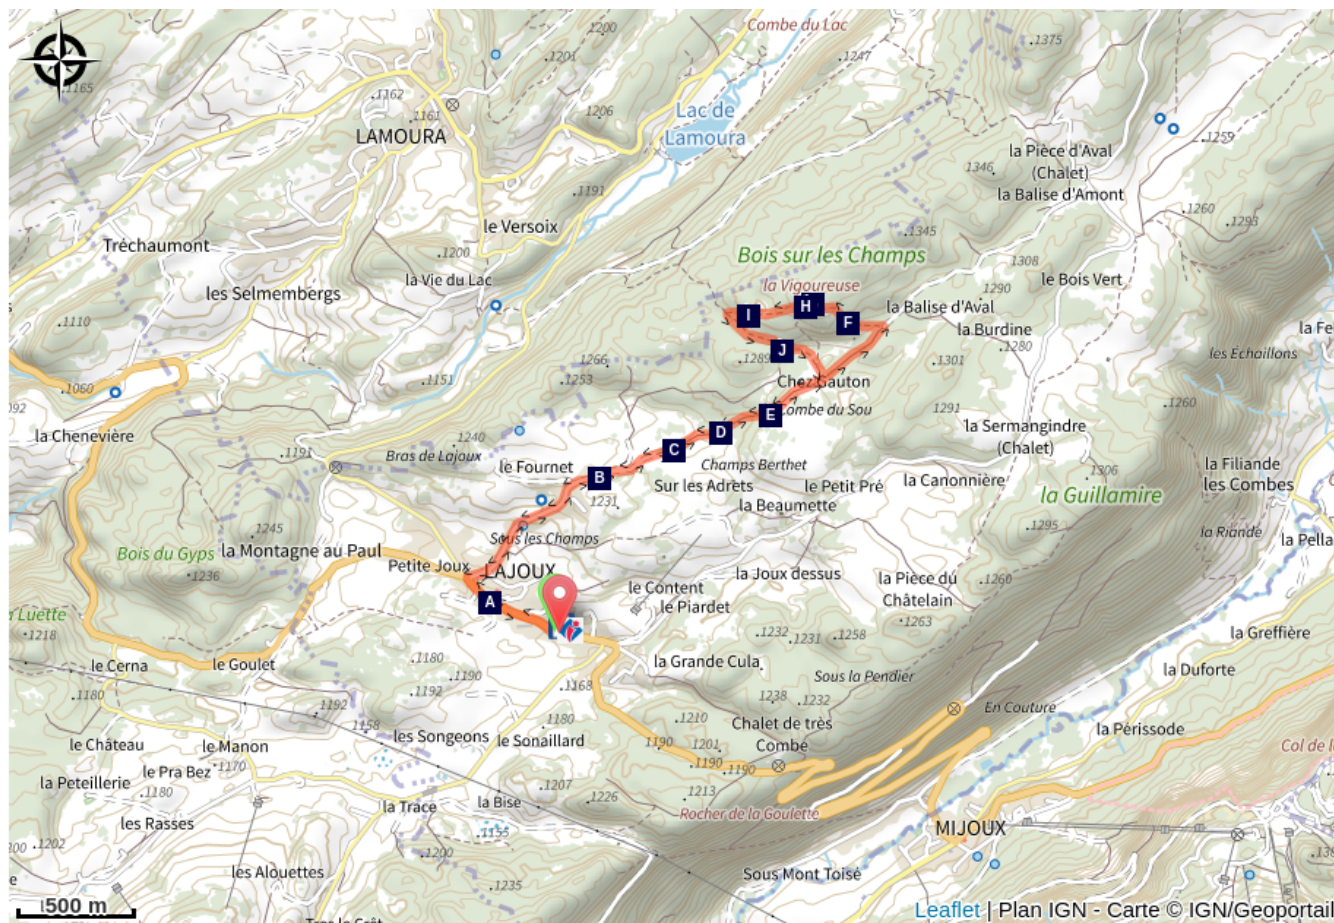 Combe du Lac
1200
1375
1201
1247
1165
1162
1161
1206
LAMOURA
Lac de
Lamoura
1259
la Pièce d'Aval
(Chalet)
1346
la Balise d'Amont
1191
1260
1293
le Versoix
1345
Tréchaumont
1200
Bois sur les Champs
1308
la Vie du Lac
le Bois Vert
la Vigoureuse
1290
les Selmembergs
H
la Balise d'Aval
I
F
1110
la Burdine
la Fe
1280
J
les Échaillons
1266
1289
1301
1253
1151
Chez Gauton
1060
092
1291
1260
Combe du Sou
E
la Sermangindre
(Chalet)
la Chenevière
1240
D
1191
Bras de Lajoux
C
le Fournet
Champs Berthet
1306
la Filiande
les Combes
B
Sur les Adrets
le Petit Pré
la Canonnière
la Guillamire
1231
la Beaumette
1245
1295
la Riande
Sous les Champs
la Pella
Bois du Gyps
la Montagne au Paul
Petite Joux
LAJOUX
1236
la Joux dessus
la Pièce du
Châtelain
1260
le Content
A
le Piardet
a Luette
1263
1218
1232
1231
1258
la Greffière
le Cerna
le Goulet
1180
la Grande Cula
la Duforte
1190
Sous la Pendier
1180
1192
1168
1238
1232
1192
En Couture
1210
Chalet de très
Combe
1158
1180
la Périssode
les Songeons
le Sonaillard
le Château
le Manon
1190
1201
1190
1190
Col de l
1170
le Pra Bez
la Peteillerie
1180
1207
1213
1226
la Bise
la Trace
Rocher de la Goulette
les Rasses
MIJOUX
1155
1202
1200
les Alouettes
Sous Mont Toisé
1235
500 m
Leaflet | Plan IGN - Carte © IGN/Geoportail